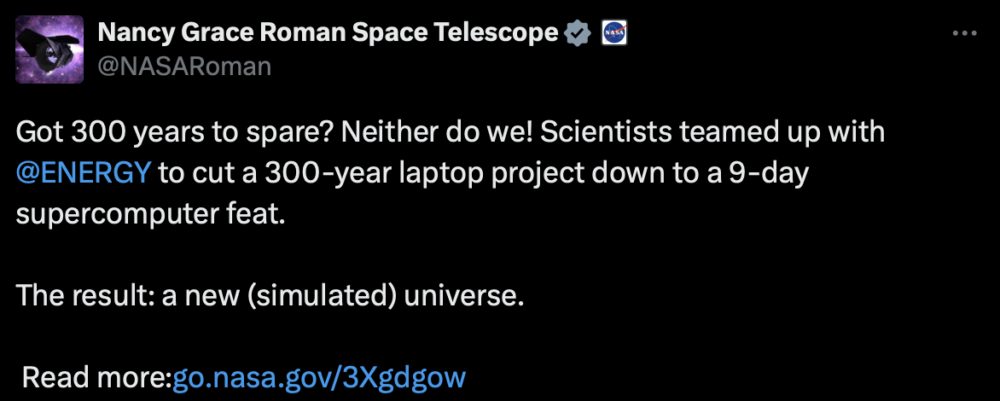 Nancy Grace Roman Space Telescope
NASA
@NASARoman
Got 300 years to spare? Neither do we! Scientists teamed up with
@ENERGY to cut a 300-year laptop project down to a 9-day
supercomputer feat.
The result: a new (simulated) universe.
Read more:go.nasa.gov/3Xgdgow